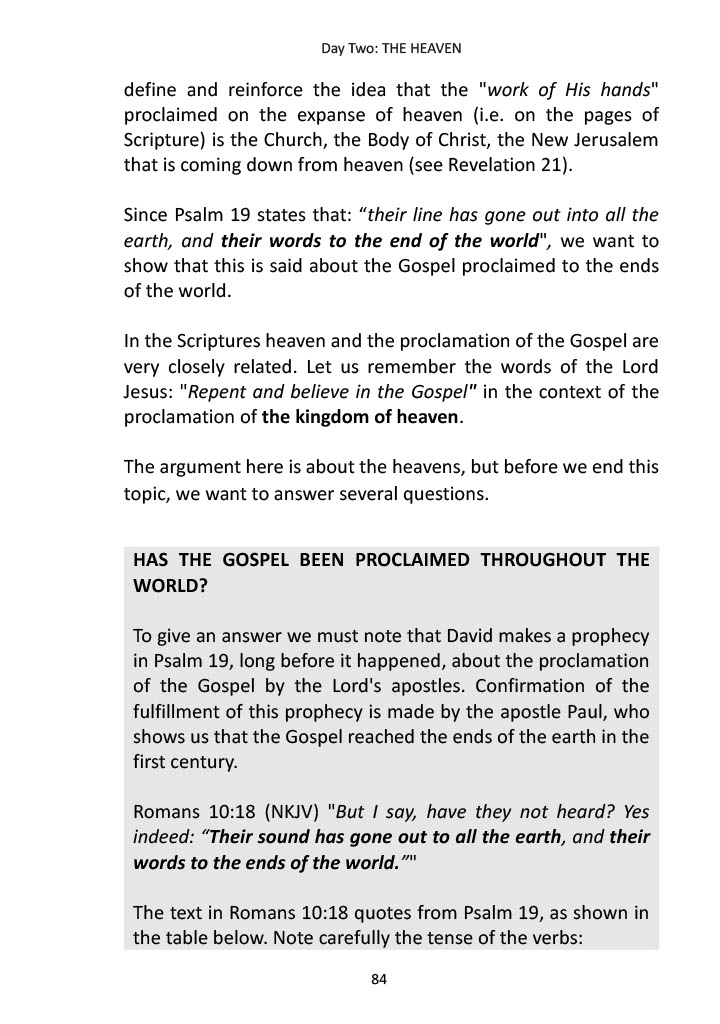 Day Two: THE HEAVEN
define and reinforce the idea that the "work of His hands"
proclaimed on the expanse of heaven (i.e. on the pages of
Scripture) is the Church, the Body of Christ, the New Jerusalem
that is coming down from heaven (see Revelation 21).
Since Psalm 19 states that: “their line has gone out into all the
earth, and their words to the end of the world", we want to
show that this is said about the Gospel proclaimed to the ends
of the world.
In the Scriptures heaven and the proclamation of the Gospel are
very closely related. Let us remember the words of the Lord
Jesus: "Repent and believe in the Gospel" in the context of the
proclamation of the kingdom of heaven.
The argument here is about the heavens, but before we end this
topic, we want to answer several questions.
HAS THE GOSPEL BEEN PROCLAIMED THROUGHOUT THE
WORLD?
To give an answer we must note that David makes a prophecy
in Psalm 19, long before it happened, about the proclamation
of the Gospel by the Lord's apostles. Confirmation of the
fulfillment of this prophecy is made by the apostle Paul, who
shows us that the Gospel reached the ends of the earth in the
first century.
Romans 10:18 (NKJV) "But I say, have they not heard? Yes
indeed: “Their sound has gone out to all the earth, and their
words to the ends of the world.”"
The text in Romans 10:18 quotes from Psalm 19, as shown in
the table below. Note carefully the tense of the verbs:
84